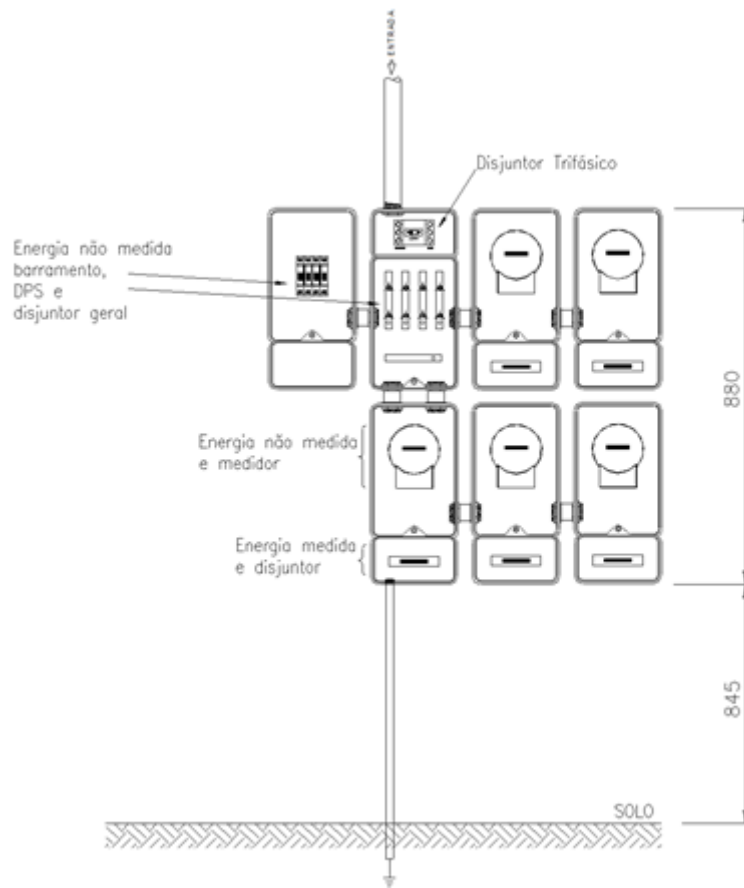 ENTRADA
Disjuntor Trifásico
Energia não medida
barramento,
DPS e
disjuntor geral
880
Energia não medida
e medidor
Energia medida
e disjuntor
845
SOLO